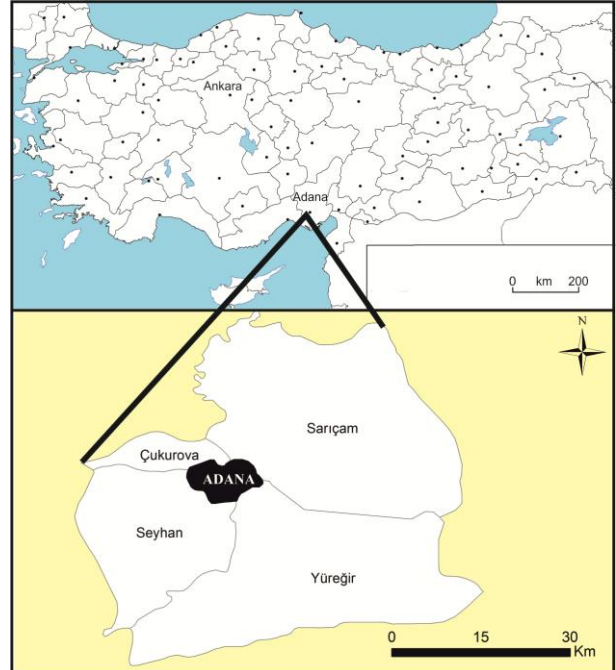 Ankara
Adana
0 km 200
N
Sarıçam
Çukurova
ADANA
Seyhan
Yüreğir
0 15 30
Km